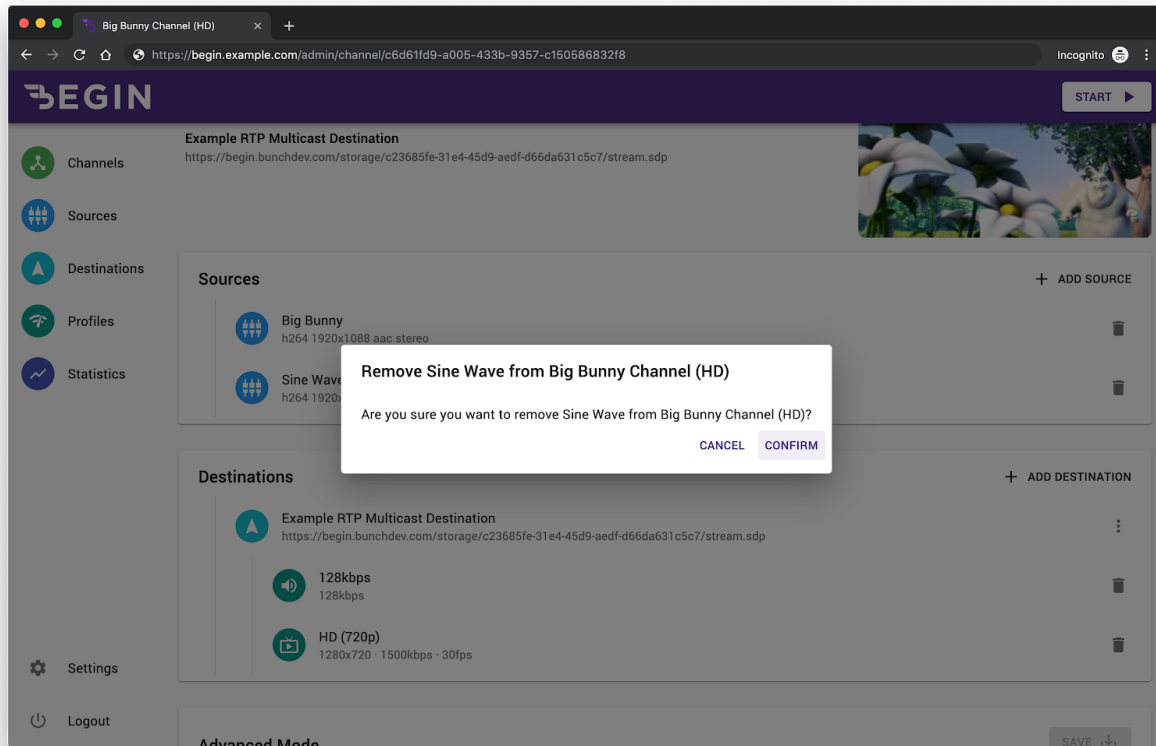 Big Bunny Channel (HD)
https://begin.example.com/admin/channel/c6d61fd9-a005-433b-9357-c150586832f8
Incognito
BEGIN
START
Example RTP Multicast Destination
https://begin.bunchdev.com/storage/c23685fe-31e4-45d9-aedf-d66da631c5c7/stream.sdp
Channels
Sources
Destinations
Profiles
Statistics
Settings
Logout
Sources
ADD SOURCE
Big Bunny
h264 1920x1088 aac stereo
Sine Wave
h264 1920x
Remove Sine Wave from Big Bunny Channel (HD)
Are you sure you want to remove Sine Wave from Big Bunny Channel (HD)?
CANCEL
CONFIRM
Destinations
ADD DESTINATION
Example RTP Multicast Destination
https://begin.bunchdev.com/storage/c23685fe-31e4-45d9-aedf-d66da631c5c7/stream.sdp
128kbps
128kbps
HD (720p)
1280x720 · 1500kbps · 30fps
Advanced Mode
SAVE